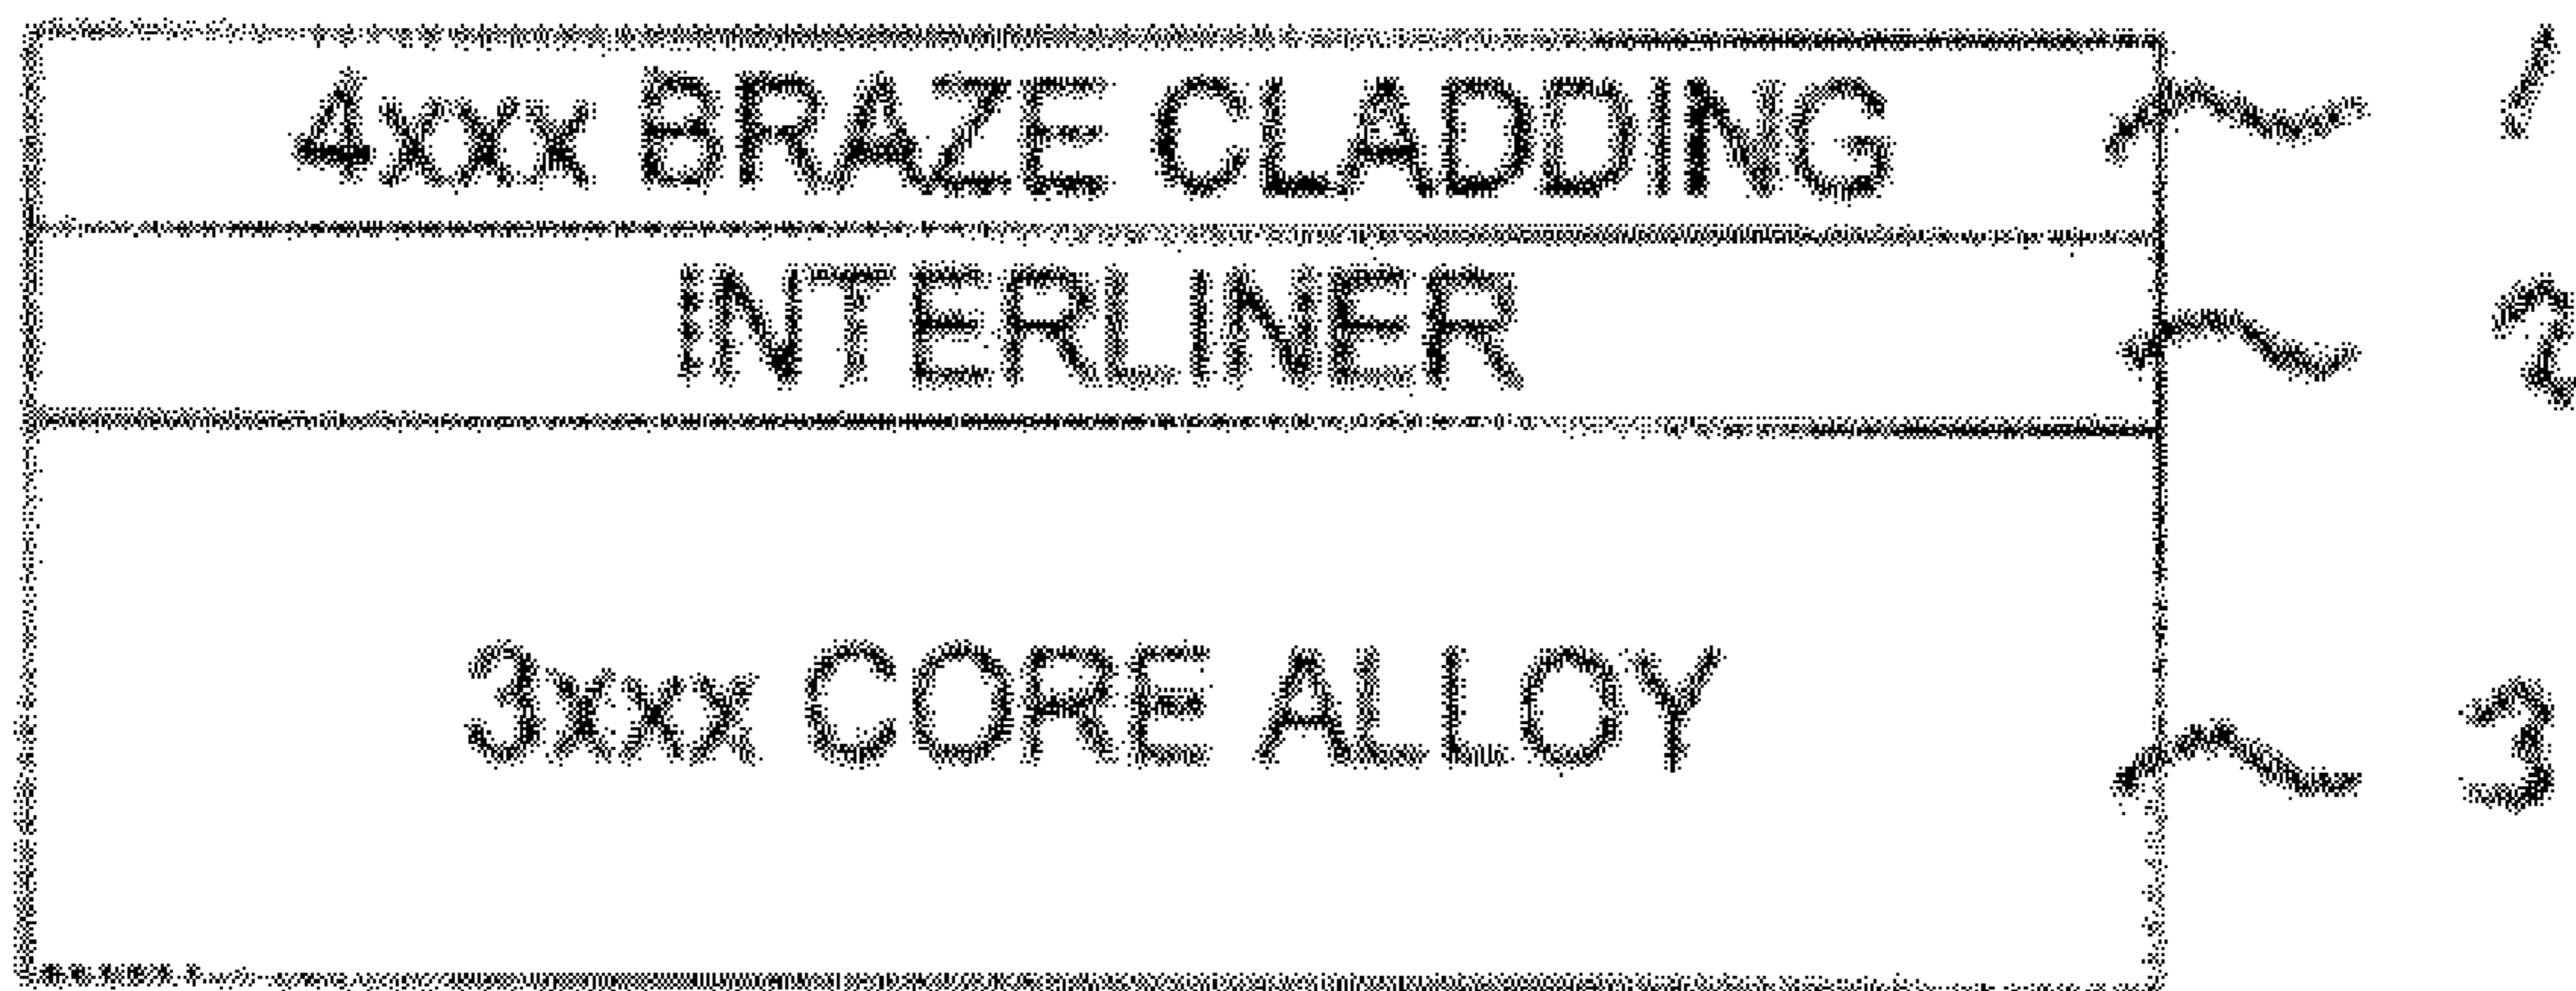 4xxx BRAZE CLADDING 1
INTERLINER 2
3xxx CORE ALLOY 3